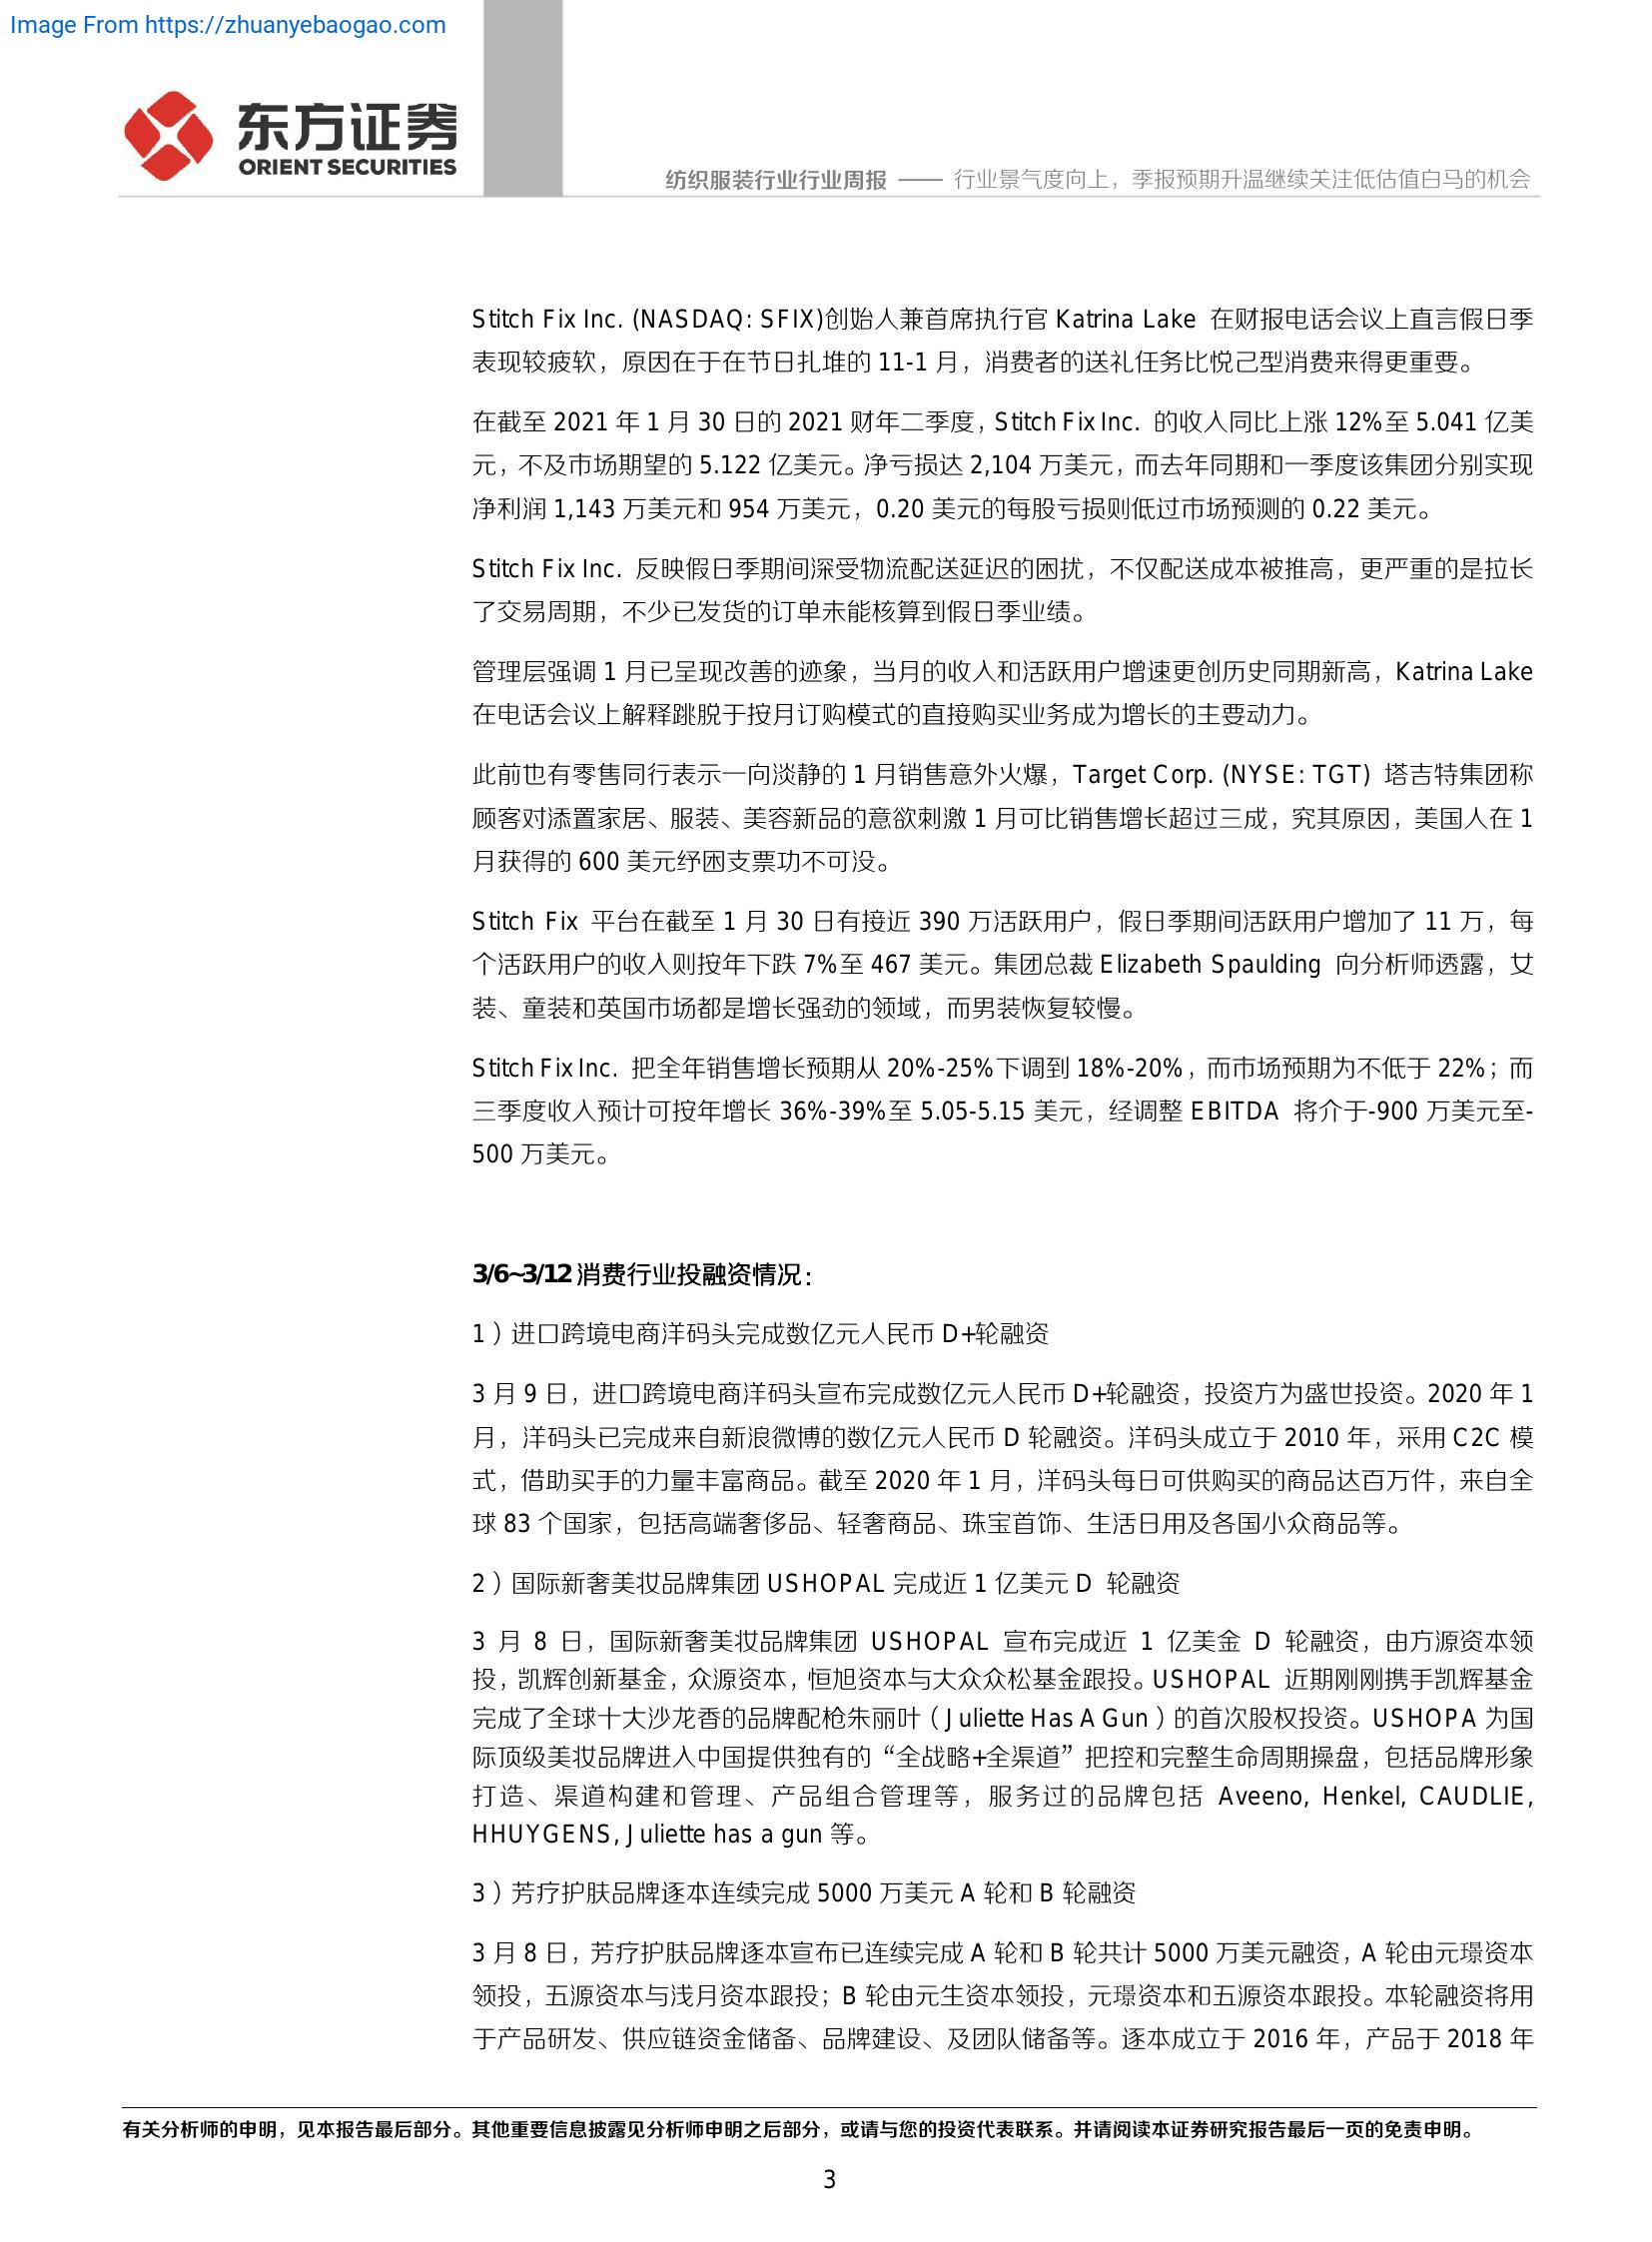 Image From https://zhuanyebaogao.com
东方证券
ORIENT SECURITIES
纺织服装行业行业周报 —— 行业景气度向上，季报预期升温继续关注低估值白马的机会
Stitch Fix Inc. (NASDAQ: SFIX)创始人兼首席执行官 Katrina Lake 在财报电话会议上直言假日季
表现较疲软，原因在于在节日扎堆的 11-1 月，消费者的送礼任务比悦己型消费来得更重要。
在截至 2021 年 1 月 30 日的 2021 财年二季度，Stitch Fix Inc. 的收入同比上涨 12%至 5.041 亿美
元，不及市场期望的 5.122 亿美元。净亏损达 2,104 万美元，而去年同期和一季度该集团分别实现
净利润 1,143 万美元和 954 万美元，0.20 美元的每股亏损则低过市场预测的 0.22 美元。
Stitch Fix Inc. 反映假日季期间深受物流配送延迟的困扰，不仅配送成本被推高，更严重的是拉长
了交易周期，不少已发货的订单未能核算到假日季业绩。
管理层强调 1 月已呈现改善的迹象，当月的收入和活跃用户增速更创历史同期新高，Katrina Lake
在电话会议上解释跳脱于按月订购模式的直接购买业务成为增长的主要动力。
此前也有零售同行表示一向淡静的 1 月销售意外火爆，Target Corp. (NYSE: TGT) 塔吉特集团称
顾客对添置家居、服装、美容新品的意欲刺激 1 月可比销售增长超过三成，究其原因，美国人在 1
月获得的 600 美元纾困支票功不可没。
Stitch Fix 平台在截至 1 月 30 日有接近 390 万活跃用户，假日季期间活跃用户增加了 11 万，每
个活跃用户的收入则按年下跌 7%至 467 美元。集团总裁 Elizabeth Spaulding 向分析师透露，女
装、童装和英国市场都是增长强劲的领域，而男装恢复较慢。
Stitch Fix Inc. 把全年销售增长预期从 20%-25%下调到 18%-20%，而市场预期为不低于 22%；而
三季度收入预计可按年增长 36%-39%至 5.05-5.15 美元，经调整 EBITDA 将介于-900 万美元至-
500 万美元。
3/6~3/12 消费行业投融资情况：
1）进口跨境电商洋码头完成数亿元人民币 D+轮融资
3 月 9 日，进口跨境电商洋码头宣布完成数亿元人民币 D+轮融资，投资方为盛世投资。2020 年 1
月，洋码头已完成来自新浪微博的数亿元人民币 D 轮融资。洋码头成立于 2010 年，采用 C2C 模
式，借助买手的力量丰富商品。截至 2020 年 1 月，洋码头每日可供购买的商品达百万件，来自全
球 83 个国家，包括高端奢侈品、轻奢商品、珠宝首饰、生活日用及各国小众商品等。
2）国际新奢美妆品牌集团 USHOPAL 完成近 1 亿美元 D 轮融资
3 月 8 日，国际新奢美妆品牌集团 USHOPAL 宣布完成近 1 亿美金 D 轮融资，由方源资本领
投，凯辉创新基金，众源资本，恒旭资本与大众众松基金跟投。USHOPAL 近期刚刚携手凯辉基金
完成了全球十大沙龙香的品牌配枪朱丽叶（Juliette Has A Gun）的首次股权投资。USHOPA 为国
际顶级美妆品牌进入中国提供独有的“全战略+全渠道”把控和完整生命周期操盘，包括品牌形象
打造、渠道构建和管理、产品组合管理等，服务过的品牌包括 Aveeno, Henkel, CAUDLIE,
HHUYGENS, Juliette has a gun 等。
3）芳疗护肤品牌逐本连续完成 5000 万美元 A 轮和 B 轮融资
3 月 8 日，芳疗护肤品牌逐本宣布已连续完成 A 轮和 B 轮共计 5000 万美元融资，A 轮由元璟资本
领投，五源资本与浅月资本跟投；B 轮由元生资本领投，元璟资本和五源资本跟投。本轮融资将用
于产品研发、供应链资金储备、品牌建设、及团队储备等。逐本成立于 2016 年，产品于 2018 年
有关分析师的申明，见本报告最后部分。其他重要信息披露见分析师申明之后部分，或请与您的投资代表联系。并请阅读本证券研究报告最后一页的免责申明。
3